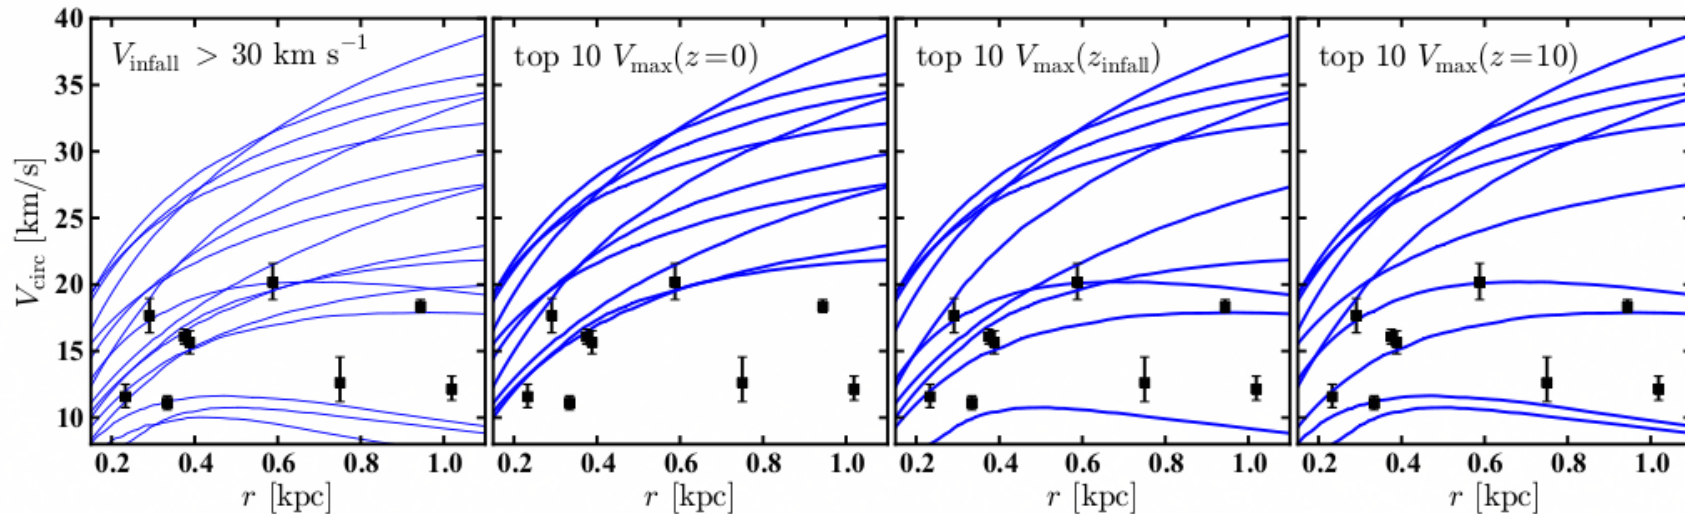 V_infall > 30 km s⁻¹
top 10 V_max(z=0)
top 10 V_max(z_infall)
top 10 V_max(z=10)
V_circ [km/s]
40
35
30
25
20
15
10
0.2 0.4 0.6 0.8 1.0
0.2 0.4 0.6 0.8 1.0
0.2 0.4 0.6 0.8 1.0
0.2 0.4 0.6 0.8 1.0
r [kpc]
r [kpc]
r [kpc]
r [kpc]